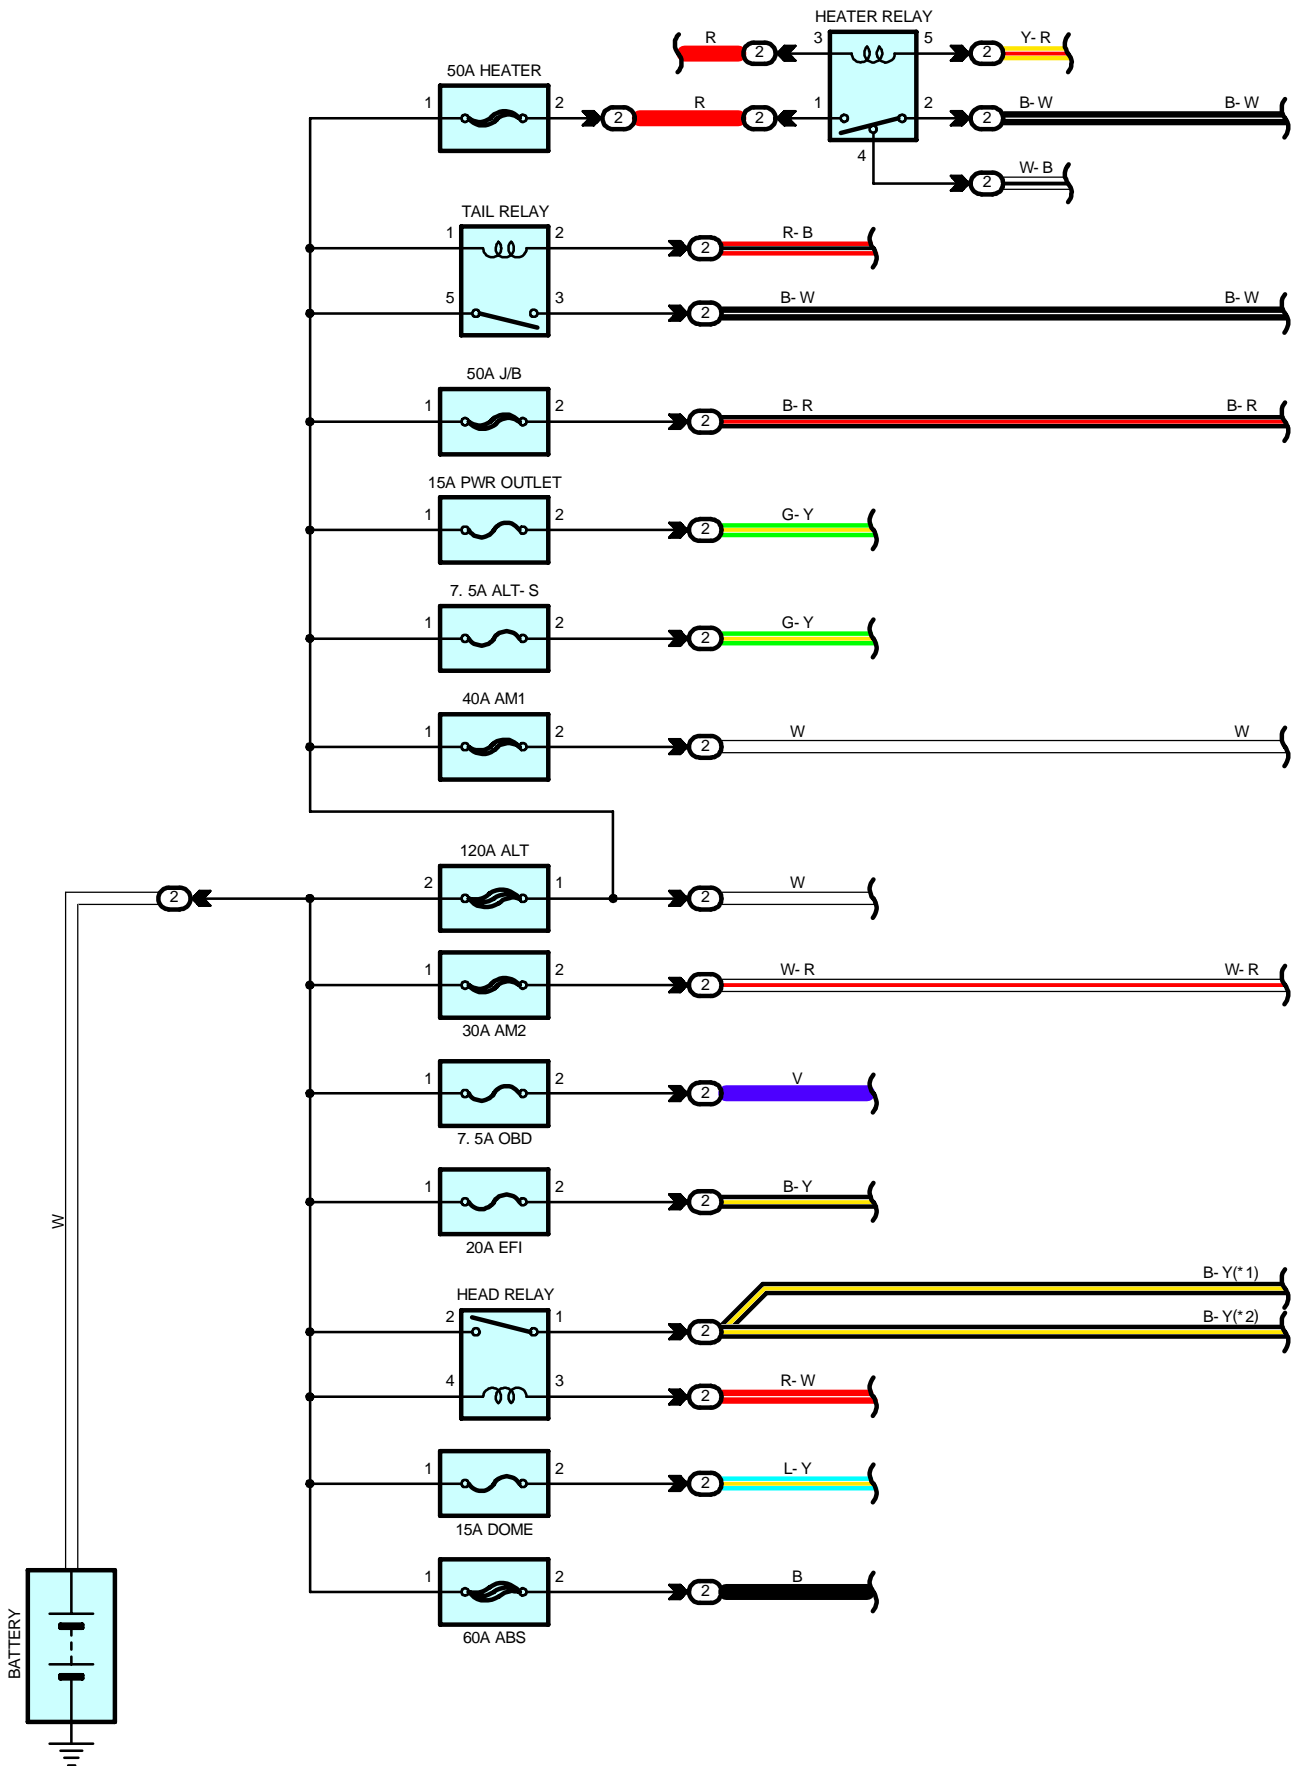 HEATER RELAY
R 2 3 5 2 Y- R
50A HEATER
1 2 2 R 2 1 2 2 B- W B- W
4 2 W- B
TAIL RELAY
1 2 2 R- B
5 3 2 B- W B- W
50A J/B
1 2 2 B- R B- R
15A PWR OUTLET
1 2 2 G- Y
7. 5A ALT- S
1 2 2 G- Y
40A AM1
1 2 2 W W
120A ALT
2 2 1 2 W
1 2 2 W- R W- R
30A AM2
1 2 2 V
7. 5A OBD
1 2 2 B- Y
20A EFI
W
B- Y(* 1)
HEAD RELAY
2 1 2 B- Y(* 2)
4 3 2 R- W
1 2 2 L- Y
15A DOME
1 2 2 B
60A ABS
BATTERY